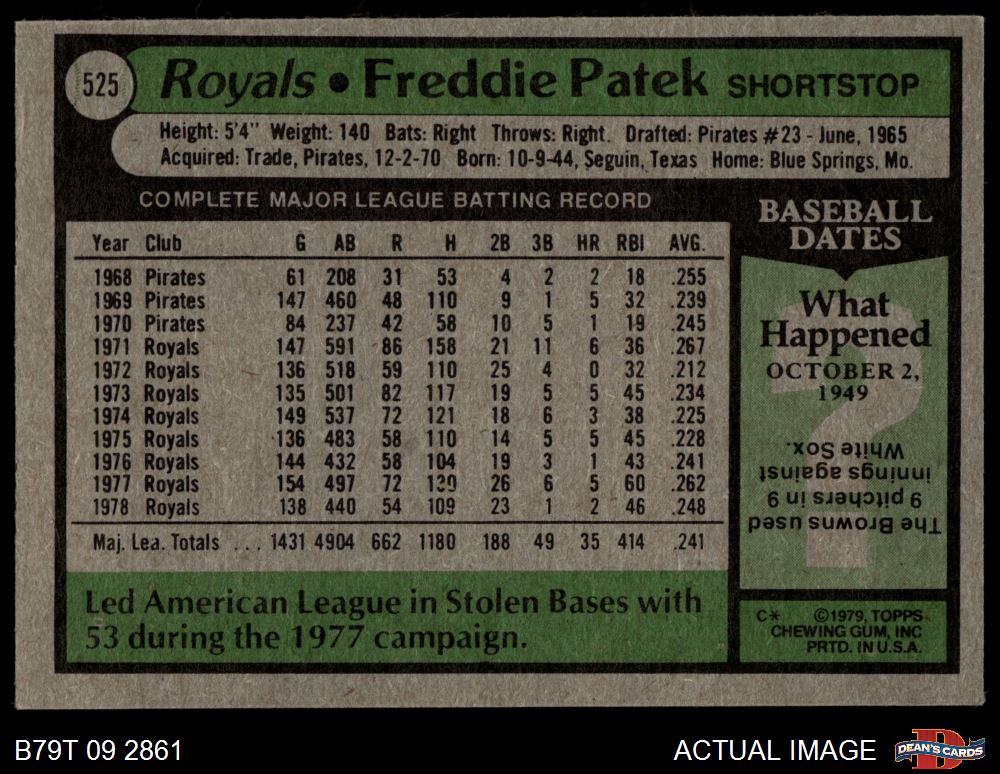 525 Royals • Freddie Patek SHORTSTOP
Height: 5'4" Weight: 140 Bats: Right Throws: Right. Drafted: Pirates #23 - June, 1965
Acquired: Trade, Pirates, 12-2-70 Born: 10-9-44, Seguin, Texas Home: Blue Springs, Mo.
COMPLETE MAJOR LEAGUE BATTING RECORD
Year Club G AB R H 2B 3B HR RBI AVG.
1968 Pirates 61 208 31 53 4 2 2 18 .255
1969 Pirates 147 460 48 110 9 1 5 32 .239
1970 Pirates 84 237 42 58 10 5 1 19 .245
1971 Royals 147 591 86 158 21 11 6 36 .267
1972 Royals 136 518 59 110 25 4 0 32 .212
1973 Royals 135 501 82 117 19 5 5 45 .234
1974 Royals 149 537 72 121 18 6 3 38 .225
1975 Royals 136 483 58 110 14 5 5 45 .228
1976 Royals 144 432 58 104 19 3 1 43 .241
1977 Royals 154 497 72 130 26 6 5 60 .262
1978 Royals 138 440 54 109 23 1 2 46 .248
Maj. Lea. Totals ... 1431 4904 662 1180 188 49 35 414 .241
Led American League in Stolen Bases with
53 during the 1977 campaign.
BASEBALL
DATES
What
Happened
OCTOBER 2,
1949
The Browns used
9 pitchers in 9
innings against
White Sox.
C* ©1979, TOPPS
CHEWING GUM, INC
PRTD. IN U.S.A.
B79T 09 2861
ACTUAL IMAGE
DEAN'S CARDS